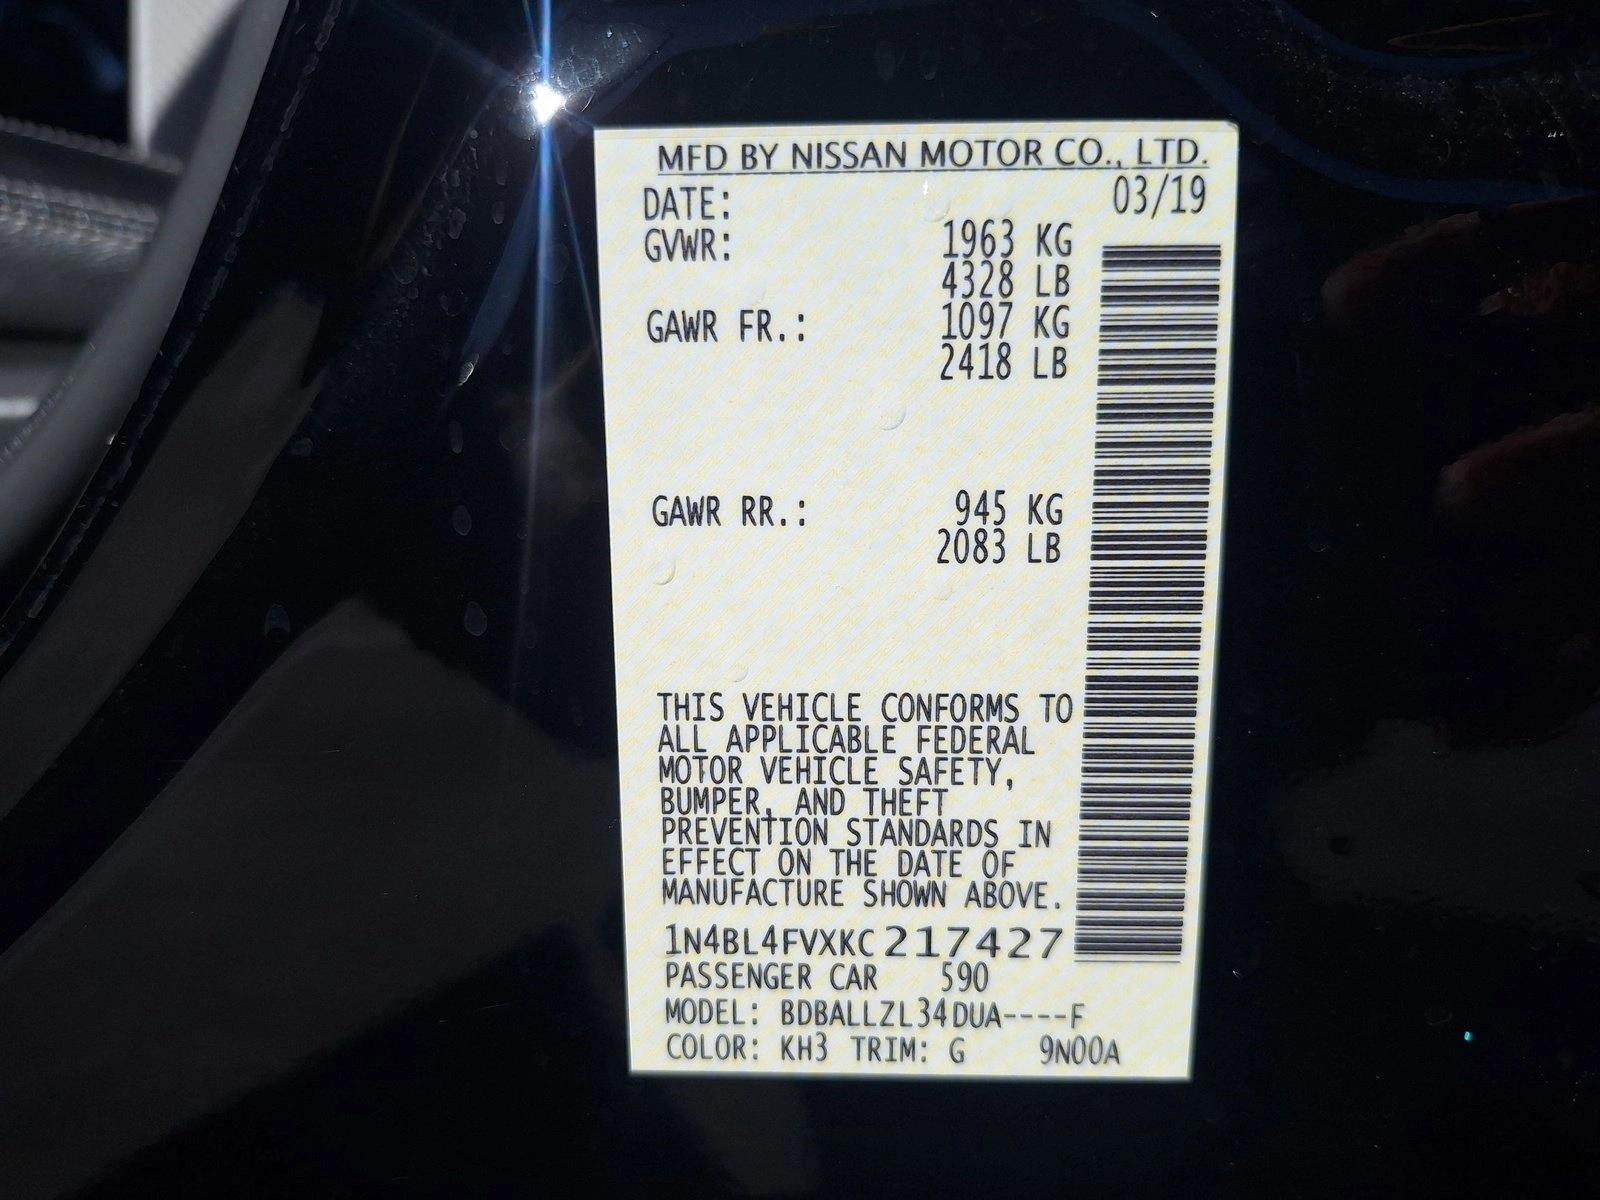 MFD BY NISSAN MOTOR CO., LTD.
DATE: 03/19
GVWR: 1963 KG
4328 LB
GAWR FR.: 1097 KG
2418 LB
GAWR RR.: 945 KG
2083 LB
THIS VEHICLE CONFORMS TO
ALL APPLICABLE FEDERAL
MOTOR VEHICLE SAFETY,
BUMPER, AND THEFT
PREVENTION STANDARDS IN
EFFECT ON THE DATE OF
MANUFACTURE SHOWN ABOVE.
1N4BL4FVXKC217427
PASSENGER CAR 590
MODEL: BDBALLZL34DUA----F
COLOR: KH3 TRIM: G 9N00A